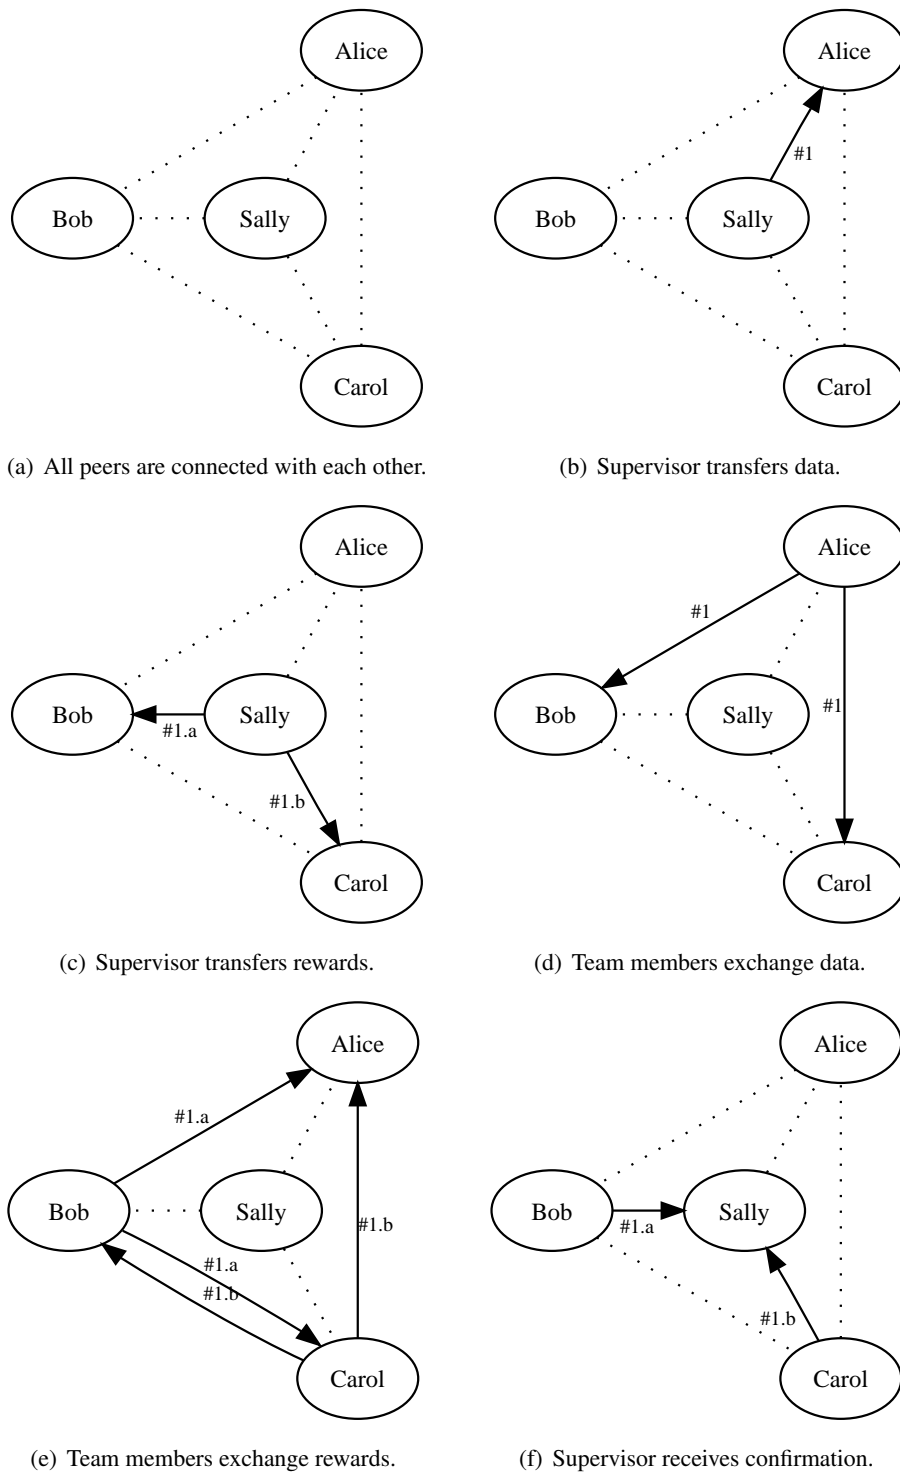 Alice
Bob
Sally
Carol
(a) All peers are connected with each other.
Alice
#1
Bob
Sally
Carol
(b) Supervisor transfers data.
Alice
Bob
Sally
#1.a
#1.b
Carol
(c) Supervisor transfers rewards.
Alice
#1
Bob
Sally
#1
Carol
(d) Team members exchange data.
Alice
#1.a
Bob
Sally
#1.b
#1.a
#1.b
Carol
(e) Team members exchange rewards.
Alice
Bob
Sally
#1.a
#1.b
Carol
(f) Supervisor receives confirmation.